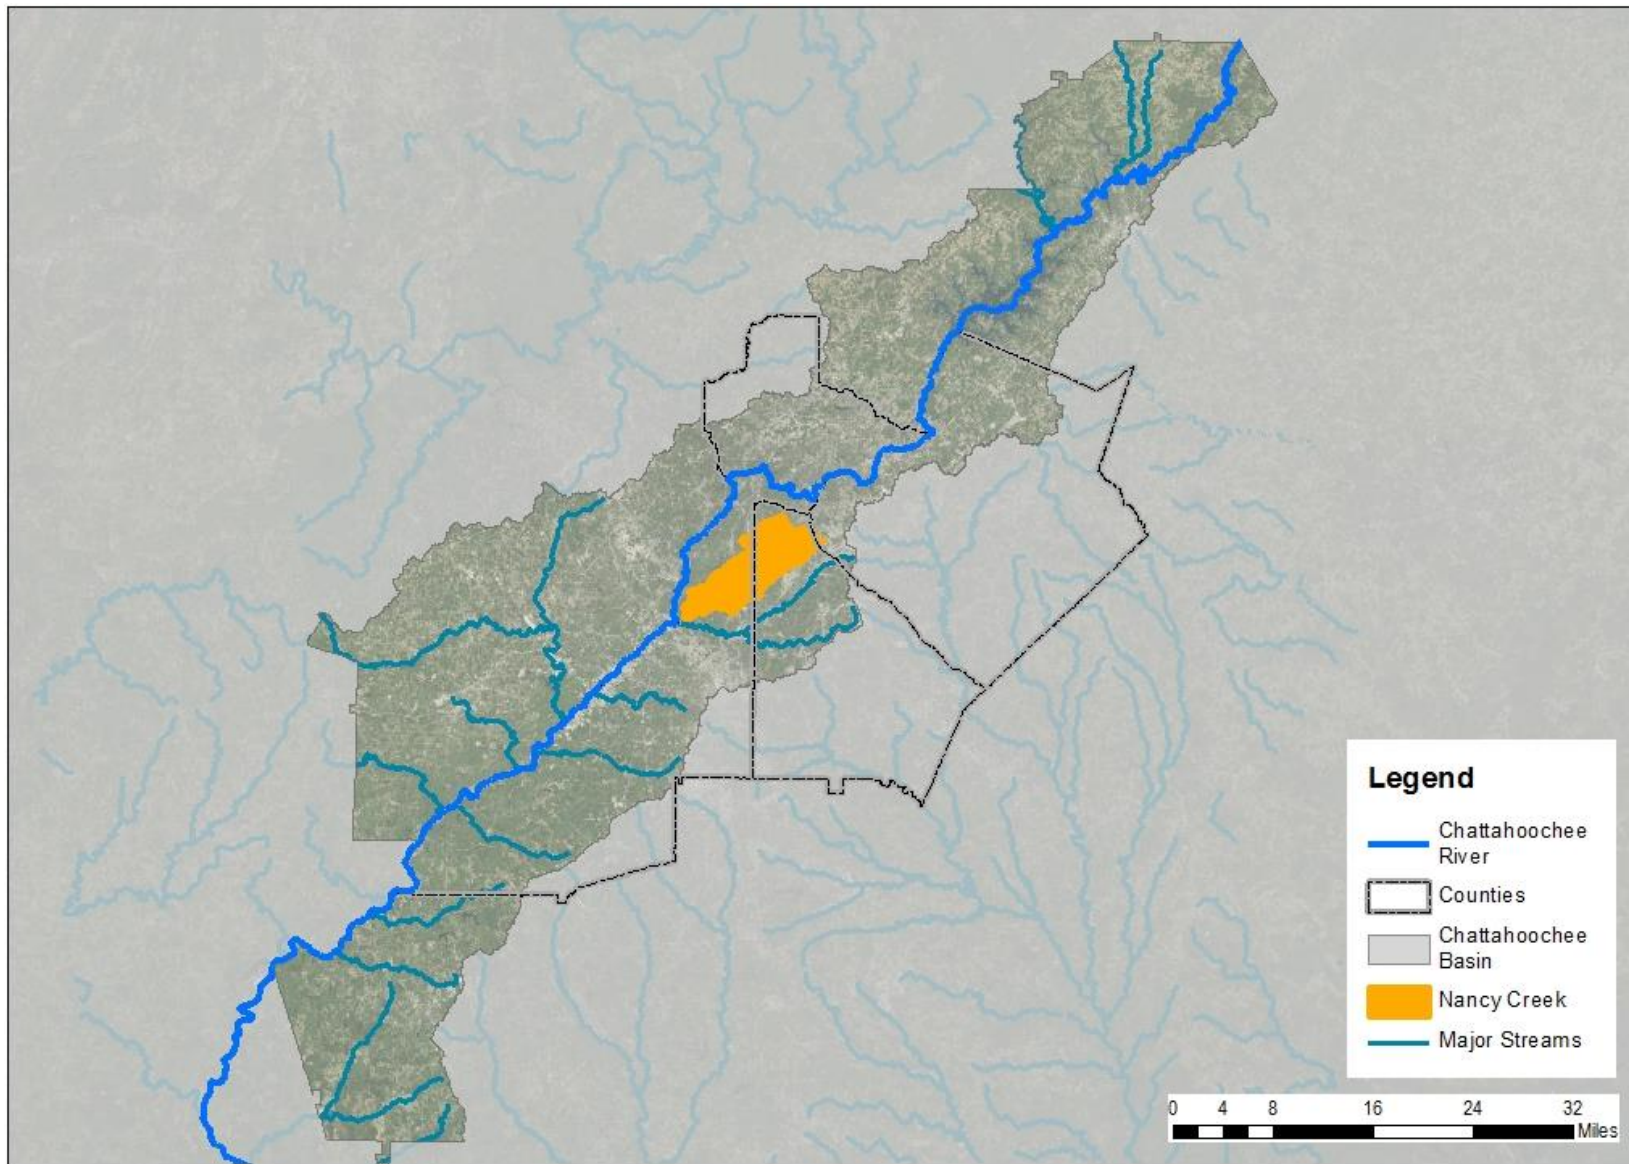 Legend
Chattahoochee
River
Counties
Chattahoochee
Basin
Nancy Creek
Major Streams
0 4 8 16 24 32
Miles